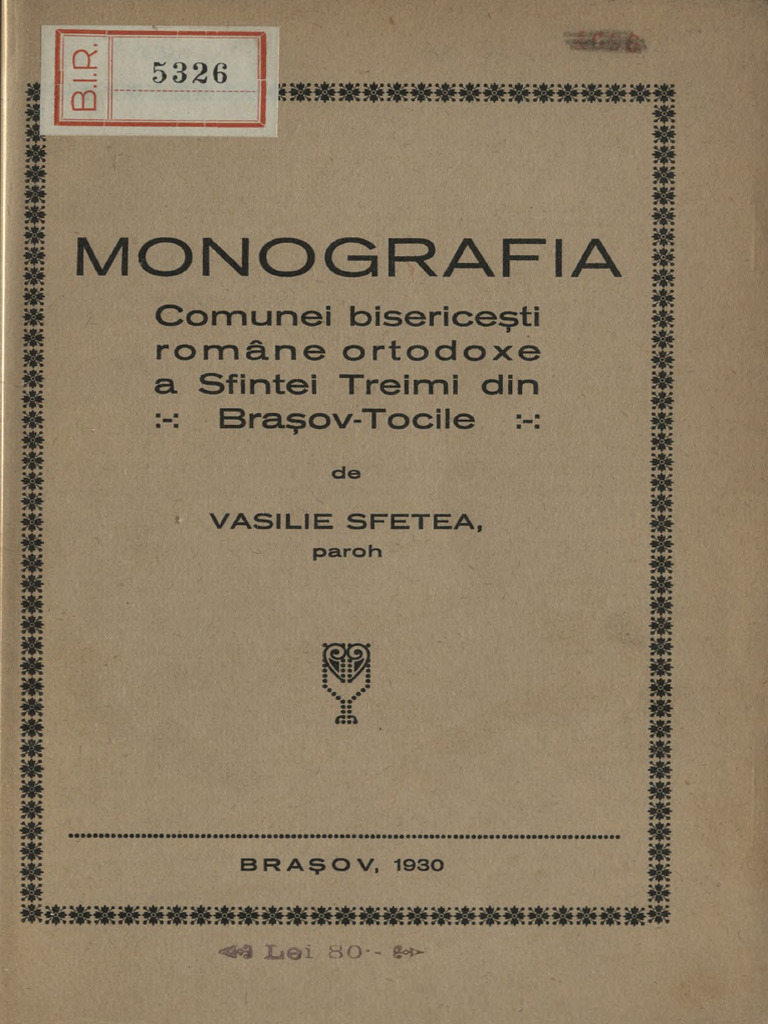 B.I.R.
5326
MONOGRAFIA
Comunei bisericeşti
române ortodoxe
a Sfintei Treimi din
:-: Braşov-Tocile :-:
de
VASILIE SFETEA,
paroh
BRAŞOV, 1930
Lei 80·-